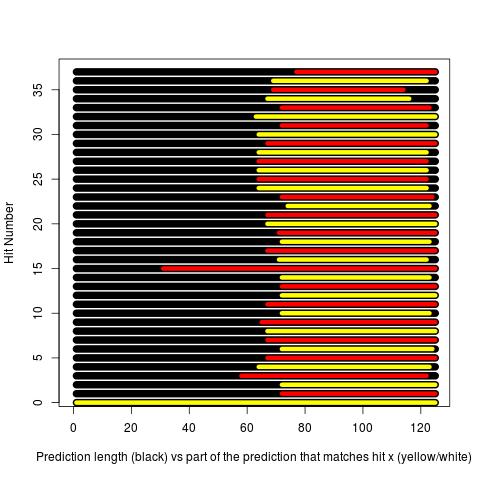 35
30
25
20
15
10
5
0
Hit Number
0 20 40 60 80 100 120
Prediction length (black) vs part of the prediction that matches hit x (yellow/white)